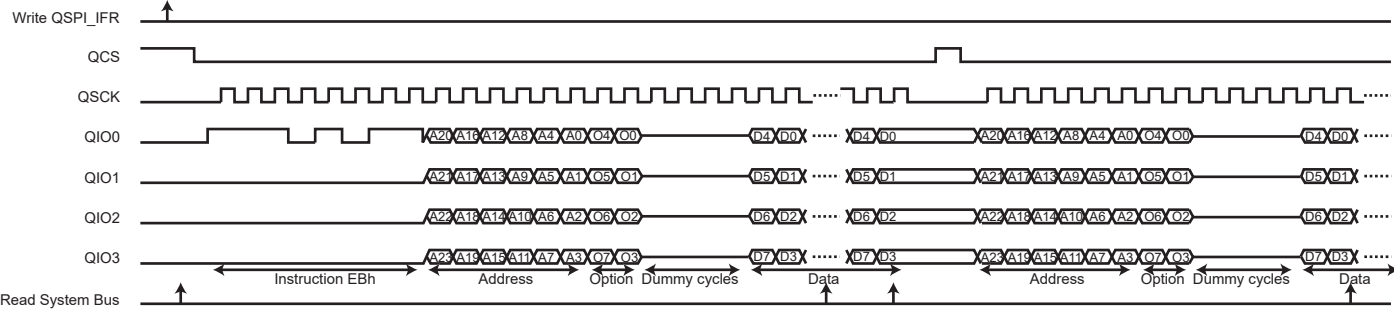 Write QSPI_IFR
QCS
QSCK
QIO0 A20 A16 A12 A8 A4 A0 O4 O0 D4 D0 D4 D0 A20 A16 A12 A8 A4 A0 O4 O0 D4 D0
QIO1 A21 A17 A13 A9 A5 A1 O5 O1 D5 D1 D5 D1 A21 A17 A13 A9 A5 A1 O5 O1 D5 D1
QIO2 A22 A18 A14 A10 A6 A2 O6 O2 D6 D2 D6 D2 A22 A18 A14 A10 A6 A2 O6 O2 D6 D2
QIO3 A23 A19 A15 A11 A7 A3 O7 O3 D7 D3 D7 D3 A23 A19 A15 A11 A7 A3 O7 O3 D7 D3
Instruction EBh Address Option Dummy cycles Data Address Option Dummy cycles Data
Read System Bus